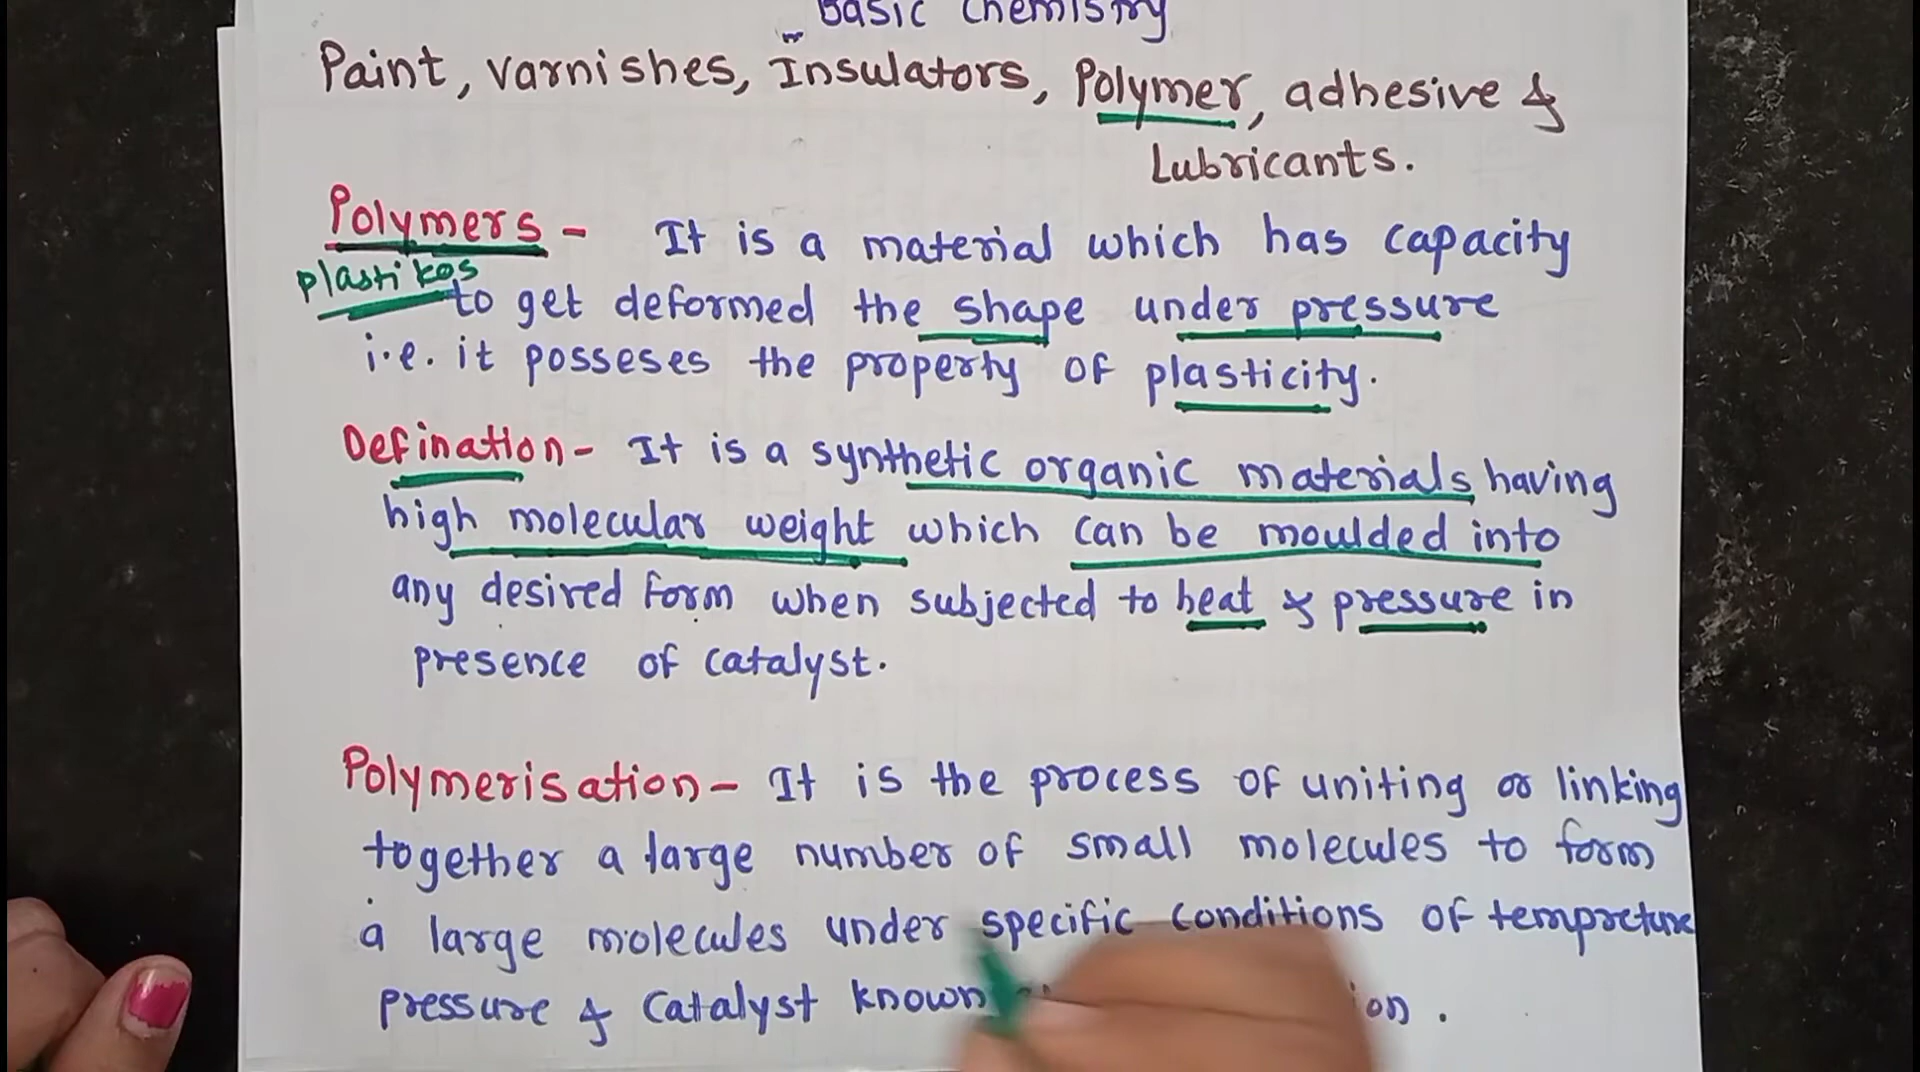 Basic Chemistry
Paint, varnishes, Insulators, Polymer, adhesive &
Lubricants.
Polymers - It is a material which has capacity
plastikos
to get deformed the shape under pressure
i.e. it posseses the property of plasticity.
Defination - It is a synthetic organic materials having
high molecular weight which can be moulded into
any desired form when subjected to heat & pressure in
presence of catalyst.
Polymerisation - It is the process of uniting or linking
together a large number of small molecules to form
a large molecules under specific conditions of tempreture
pressure & catalyst known